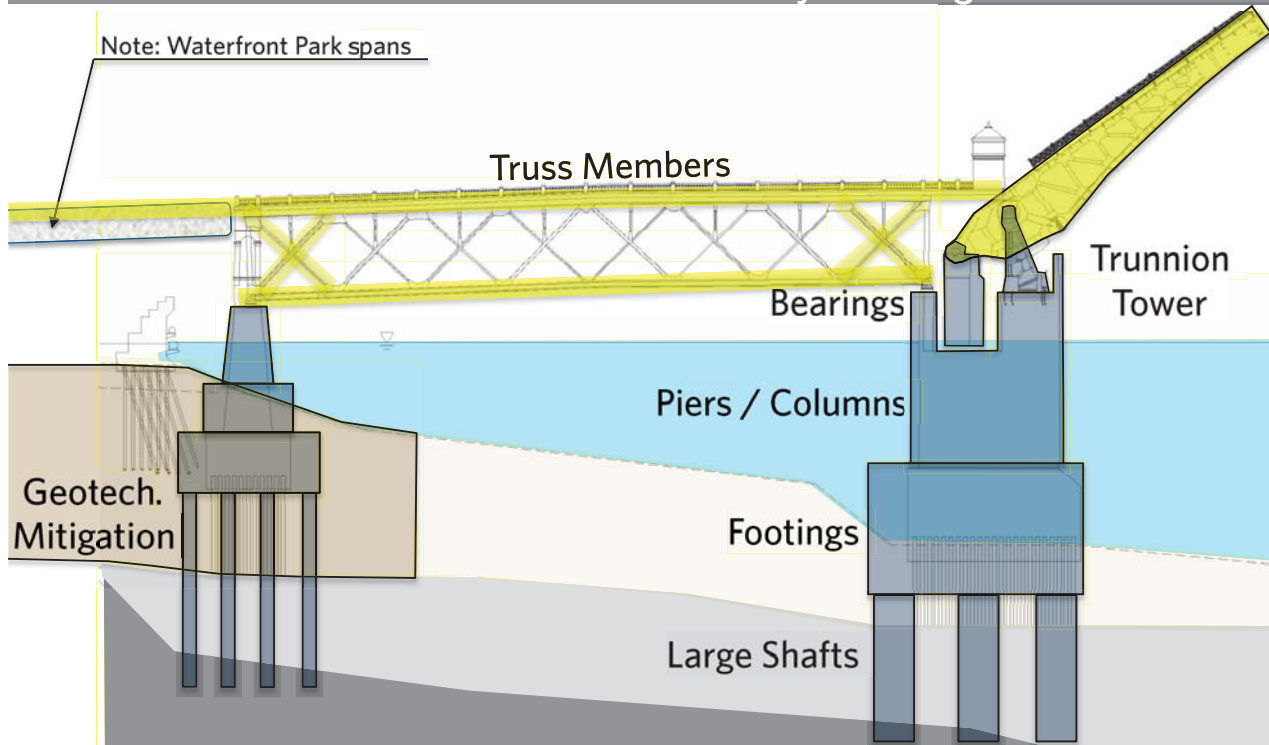 Note: Waterfront Park spans
Truss Members
Trunnion
Tower
Bearings
Piers / Columns
Geotech.
Mitigation
Footings
Large Shafts